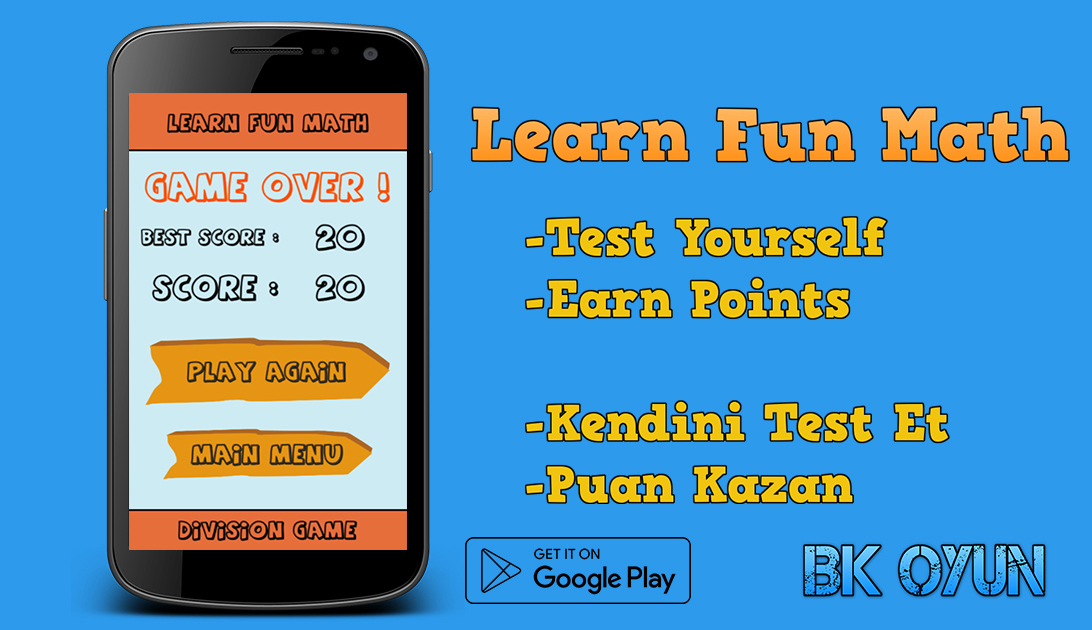 LEARN FUN MATH
GAME OVER !
BEST SCORE : 20
SCORE : 20
PLAY AGAiN
MAiN MENU
DiViSiON GAME
Learn Fun Math
-Test Yourself
-Earn Points
-Kendini Test Et
-Puan Kazan
GET IT ON
Google Play
BK OYUN